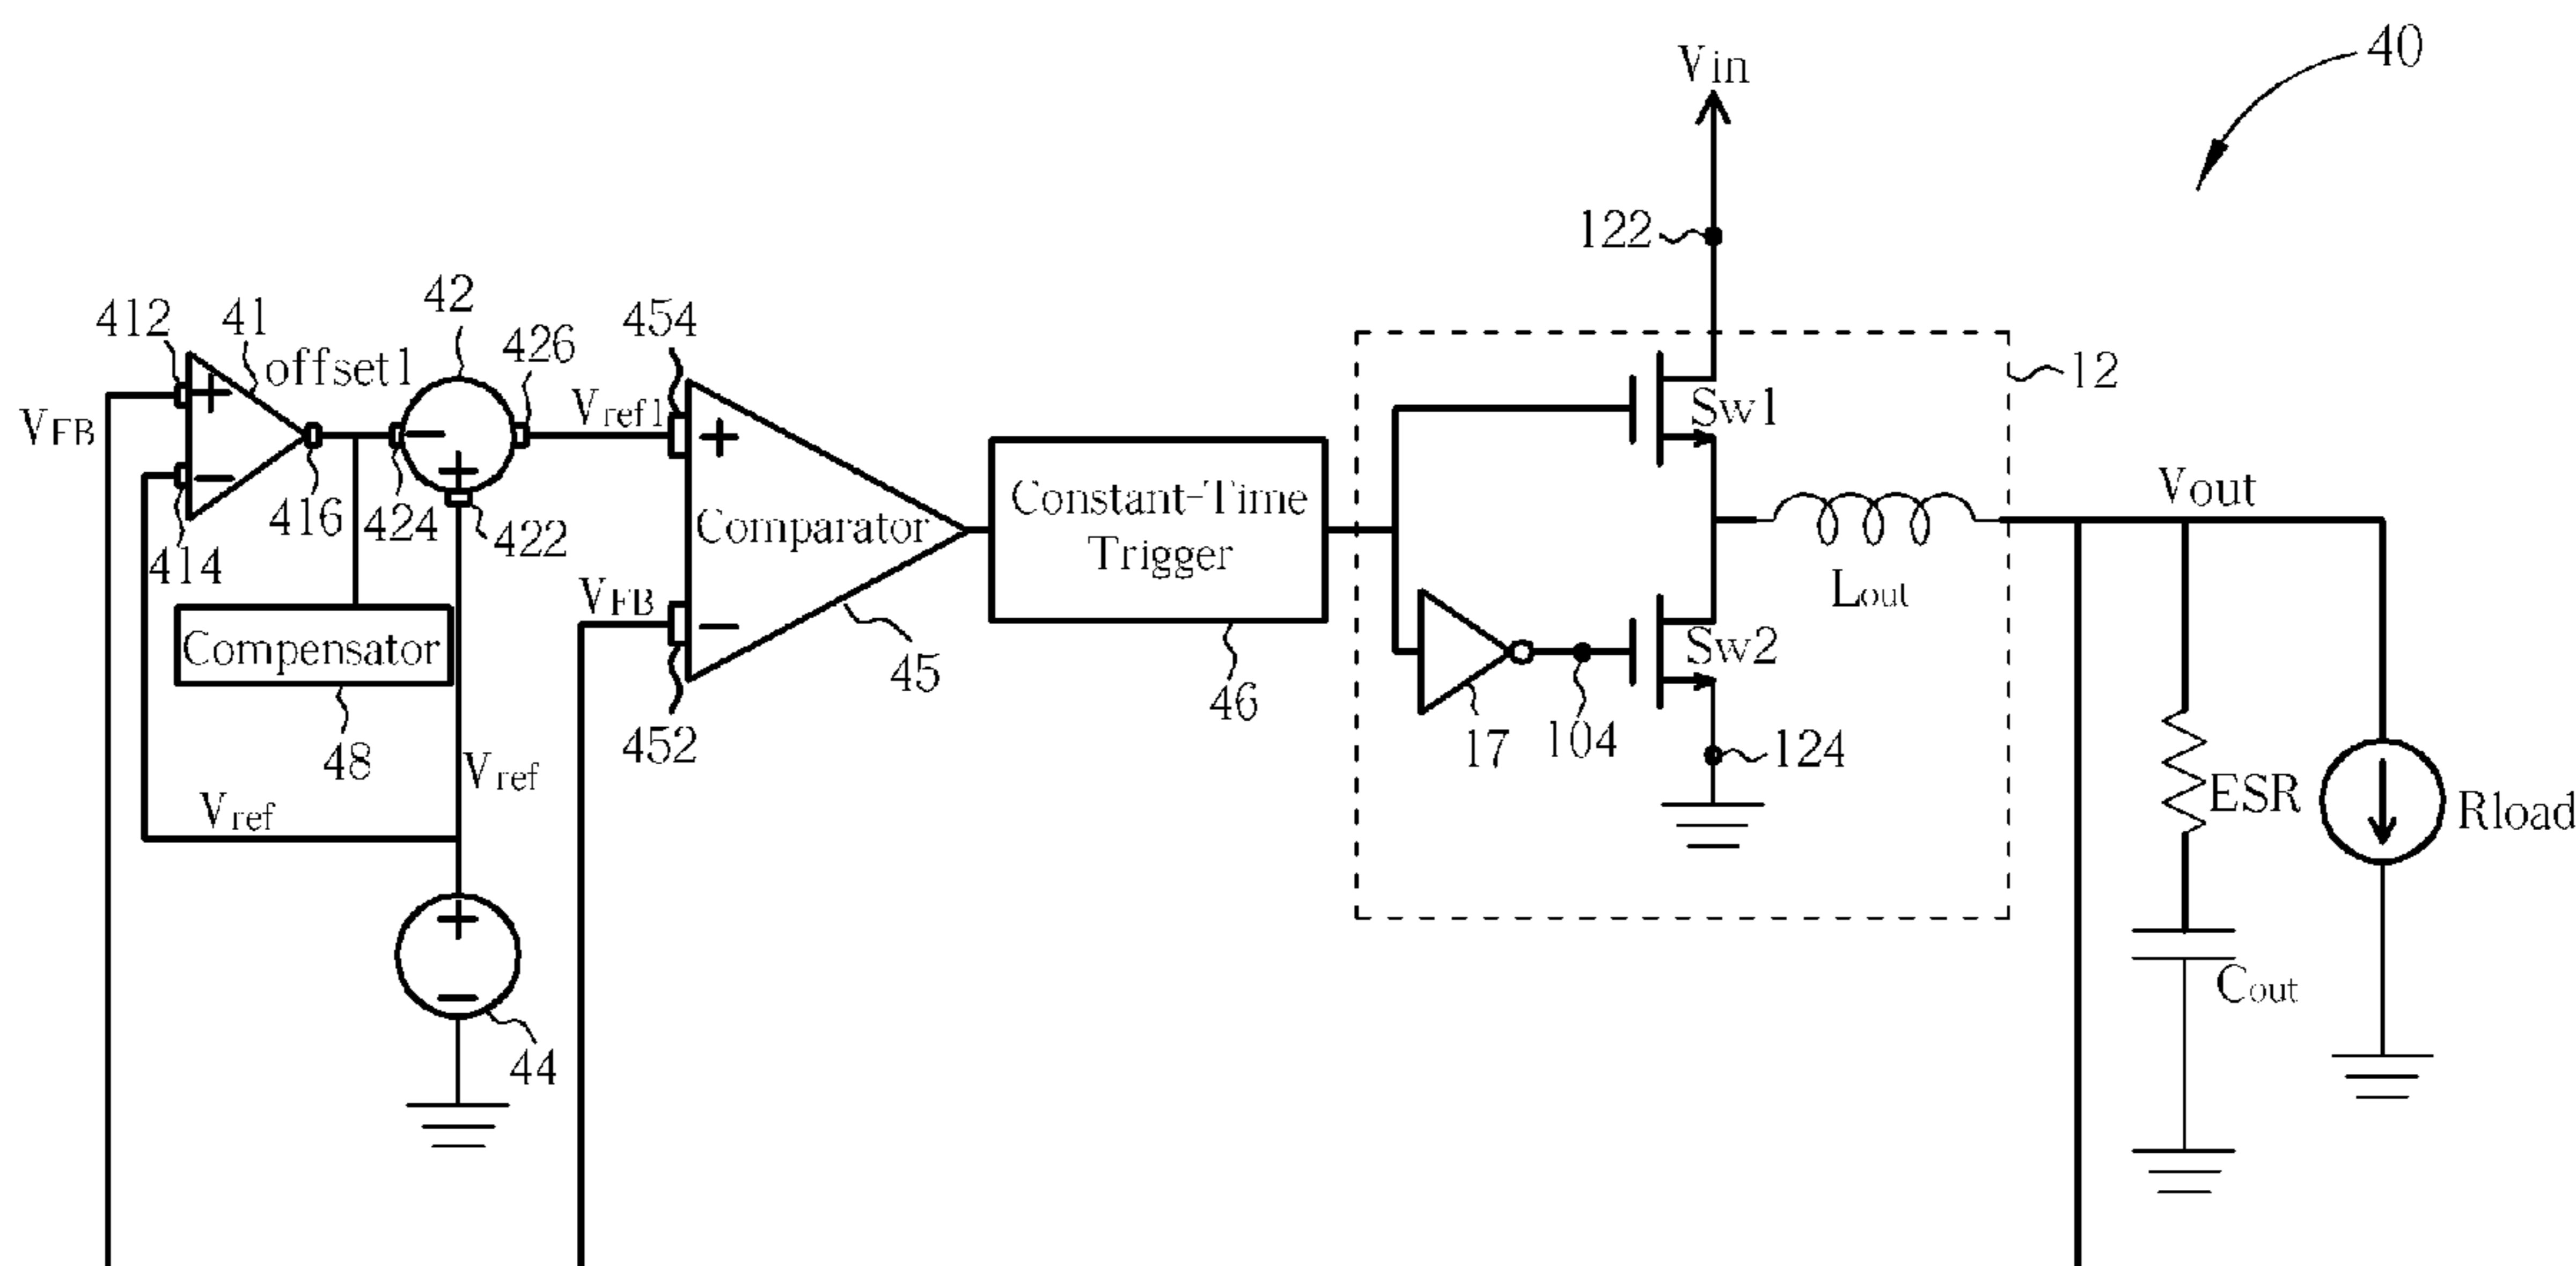 40
Vin
122
42
412
41
offset1
426
454
12
VFB
+
−
−
+
Vref1
+
Sw1
Constant-Time
Trigger
Comparator
Vout
416
424
422
414
Lout
VFB
−
Compensator
Sw2
45
46
452
17
104
124
48
Vref
Vref
ESR
Rload
+
−
Cout
44